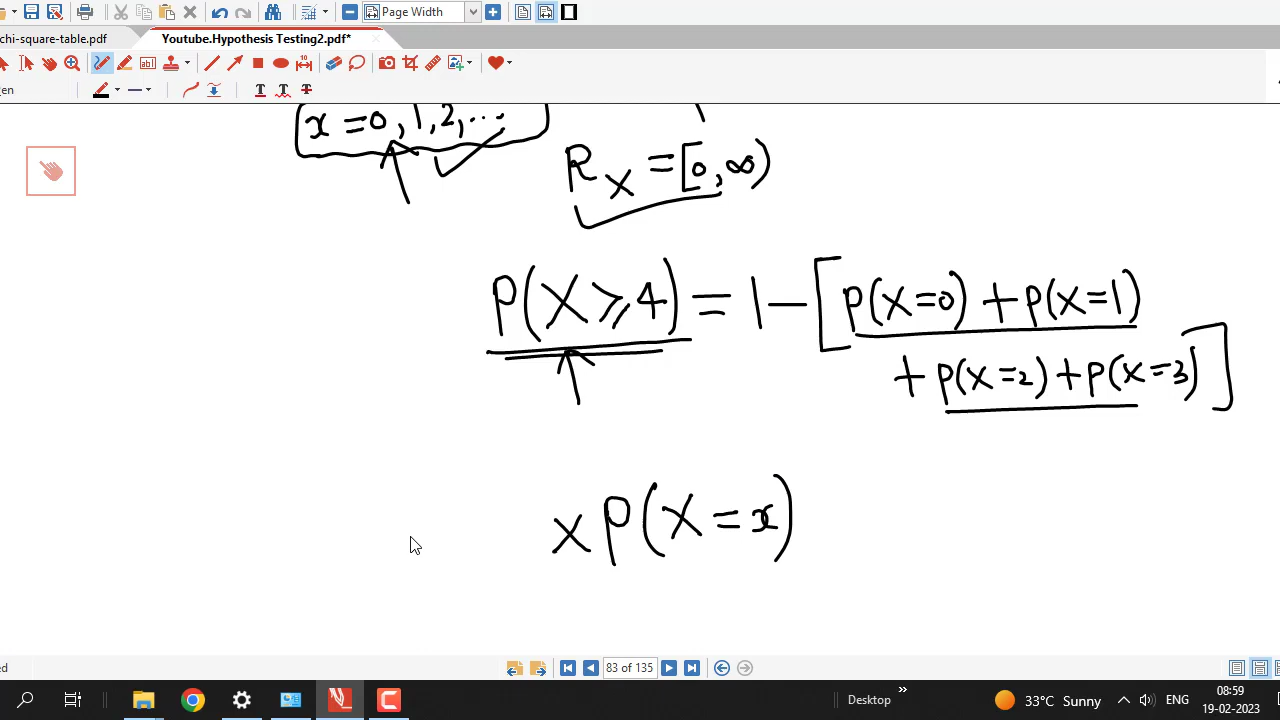 Page Width
chi-square-table.pdf
Youtube.Hypothesis Testing2.pdf*
x = 0, 1, 2, ...
R_X = [0, ∞)
P(X ≥ 4) = 1 - [P(X=0) + P(X=1)
+ P(X=2) + P(X=3)]
x P(X = x)
83 of 135
Desktop
»
33°C Sunny
ENG
08:59
19-02-2023